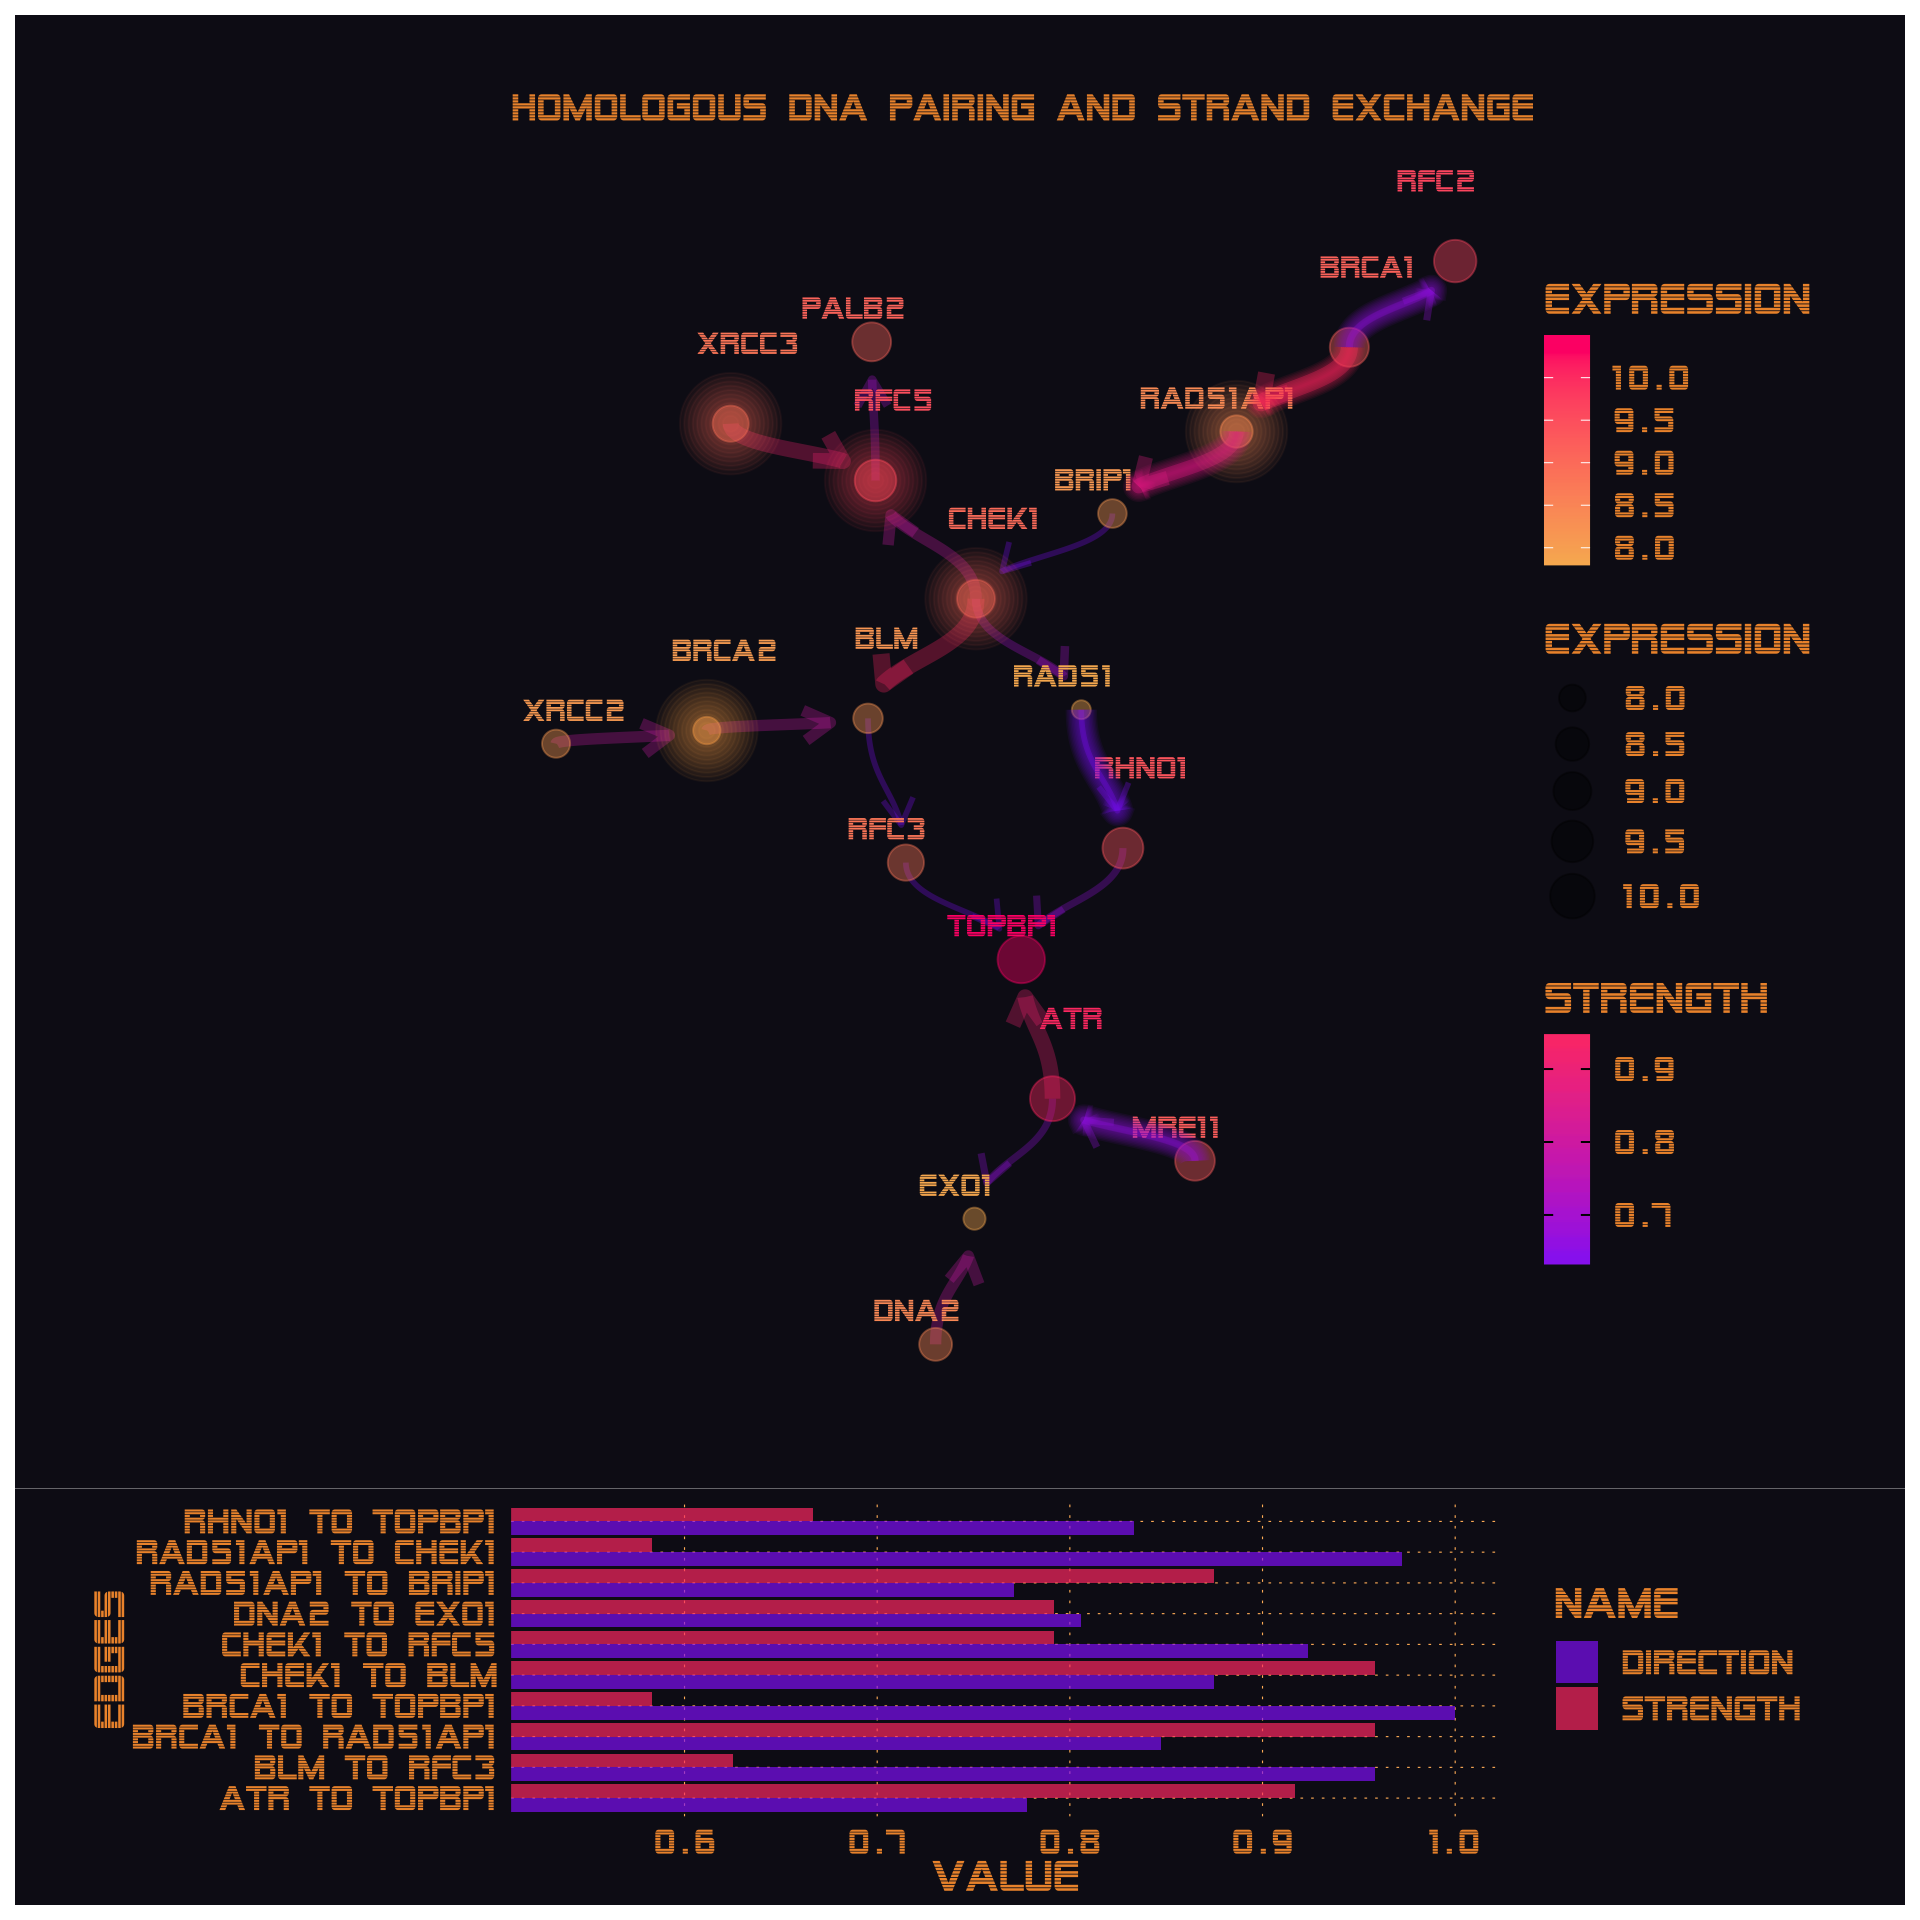 HOMOLOGOUS DNA PAIRING AND STRAND EXCHANGE
RFC2
BRCA1
PALB2
XRCC3
RFC5
RAD51AP1
BRIP1
CHEK1
BLM
BRCA2
RAD51
XRCC2
RHNO1
RFC3
TOPBP1
ATR
MRE11
EXO1
DNA2
EXPRESSION
10.0
9.5
9.0
8.5
8.0
EXPRESSION
8.0
8.5
9.0
9.5
10.0
STRENGTH
0.9
0.8
0.7
EDGES
RHNO1 TO TOPBP1
RAD51AP1 TO CHEK1
RAD51AP1 TO BRIP1
DNA2 TO EXO1
CHEK1 TO RFC5
CHEK1 TO BLM
BRCA1 TO TOPBP1
BRCA1 TO RAD51AP1
BLM TO RFC3
ATR TO TOPBP1
0.6 0.7 0.8 0.9 1.0
VALUE
NAME
DIRECTION
STRENGTH